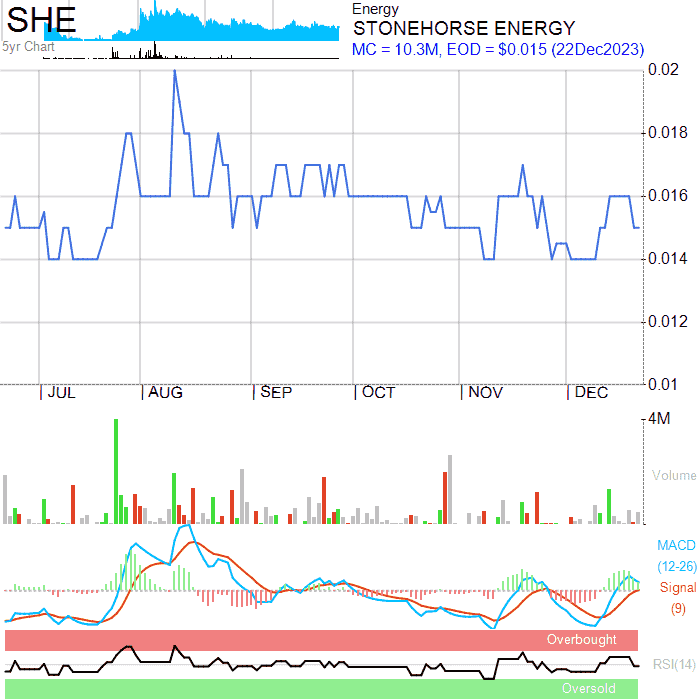 SHE
5yr Chart
Energy
STONEHORSE ENERGY
MC = 10.3M, EOD = $0.015 (22Dec2023)
0.02
0.018
0.016
0.014
0.012
0.01
JUL AUG SEP OCT NOV DEC
4M
Volume
MACD
(12-26)
Signal
(9)
Overbought
RSI(14)
Oversold